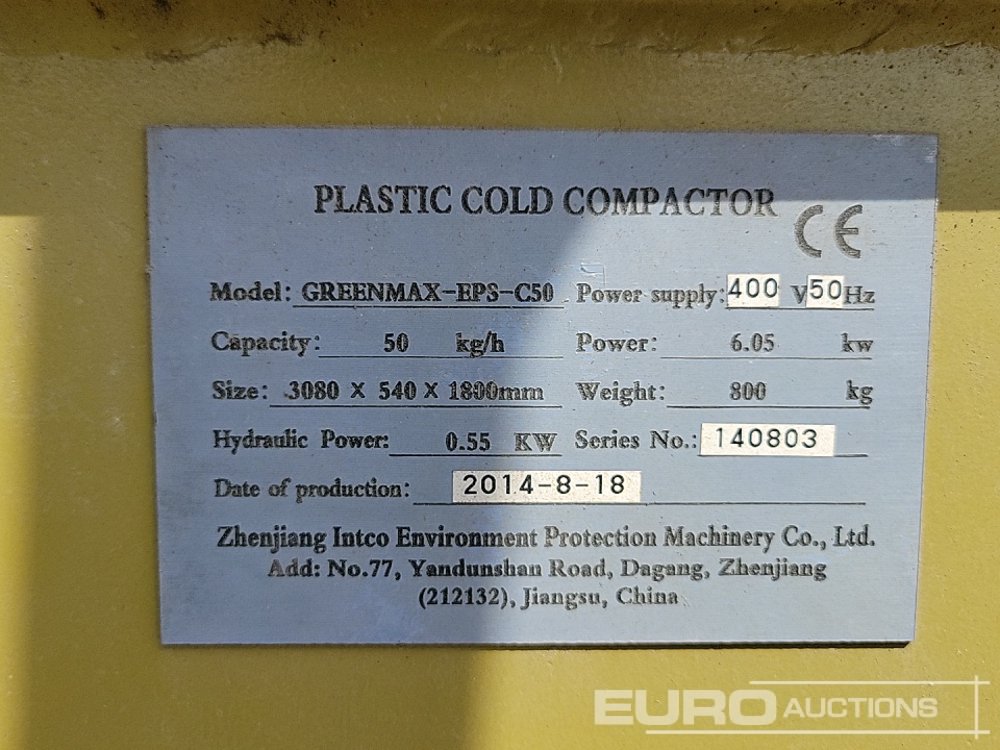 PLASTIC COLD COMPACTOR
CE
Model: GREENMAX-EPS-C50 Power supply: 400 V 50 Hz
Capacity: 50 kg/h Power: 6.05 kw
Size: 3080 X 540 X 1800mm Weight: 800 kg
Hydraulic Power: 0.55 KW Series No.: 140803
Date of production: 2014-8-18
Zhenjiang Intco Environment Protection Machinery Co., Ltd.
Add: No.77, Yandunshan Road, Dagang, Zhenjiang
(212132), Jiangsu, China
EURO AUCTIONS